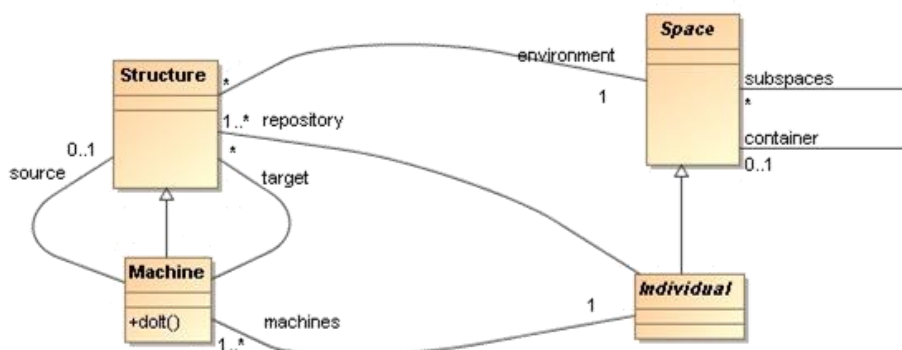 Space
environment
Structure
*
1
subspaces
*
1..* repository
container
0..1
*
0..1
source
target
Machine
Individual
+doIt()
machines
1
1..*